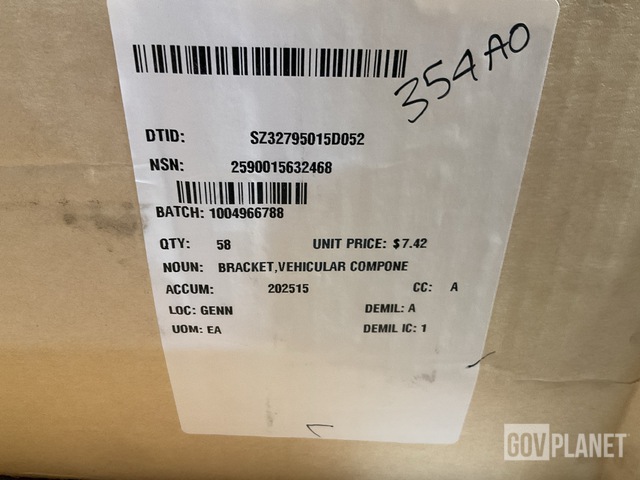 354A0
DTID: SZ32795015D052
NSN: 2590015632468
BATCH: 1004966788
QTY: 58 UNIT PRICE: $7.42
NOUN: BRACKET,VEHICULAR COMPONE
ACCUM: 202515 CC: A
LOC: GENN DEMIL: A
UOM: EA DEMIL IC: 1
GOVPLANET